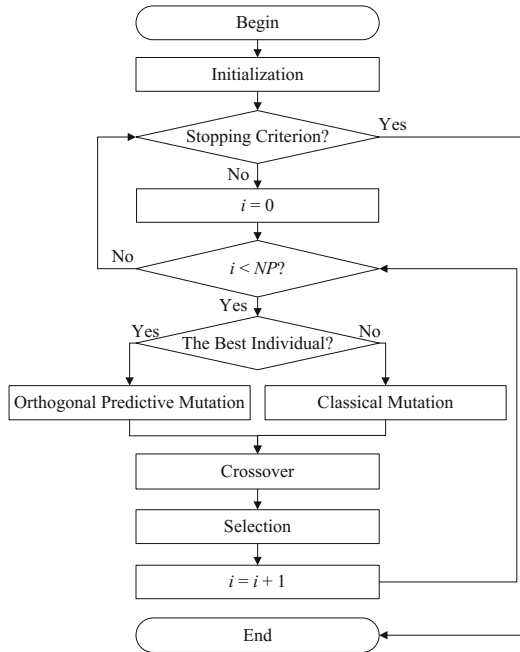 Begin
Initialization
Stopping Criterion?
Yes
No
i = 0
No
i < NP?
Yes
Yes
The Best Individual?
No
Orthogonal Predictive Mutation
Classical Mutation
Crossover
Selection
i = i + 1
End